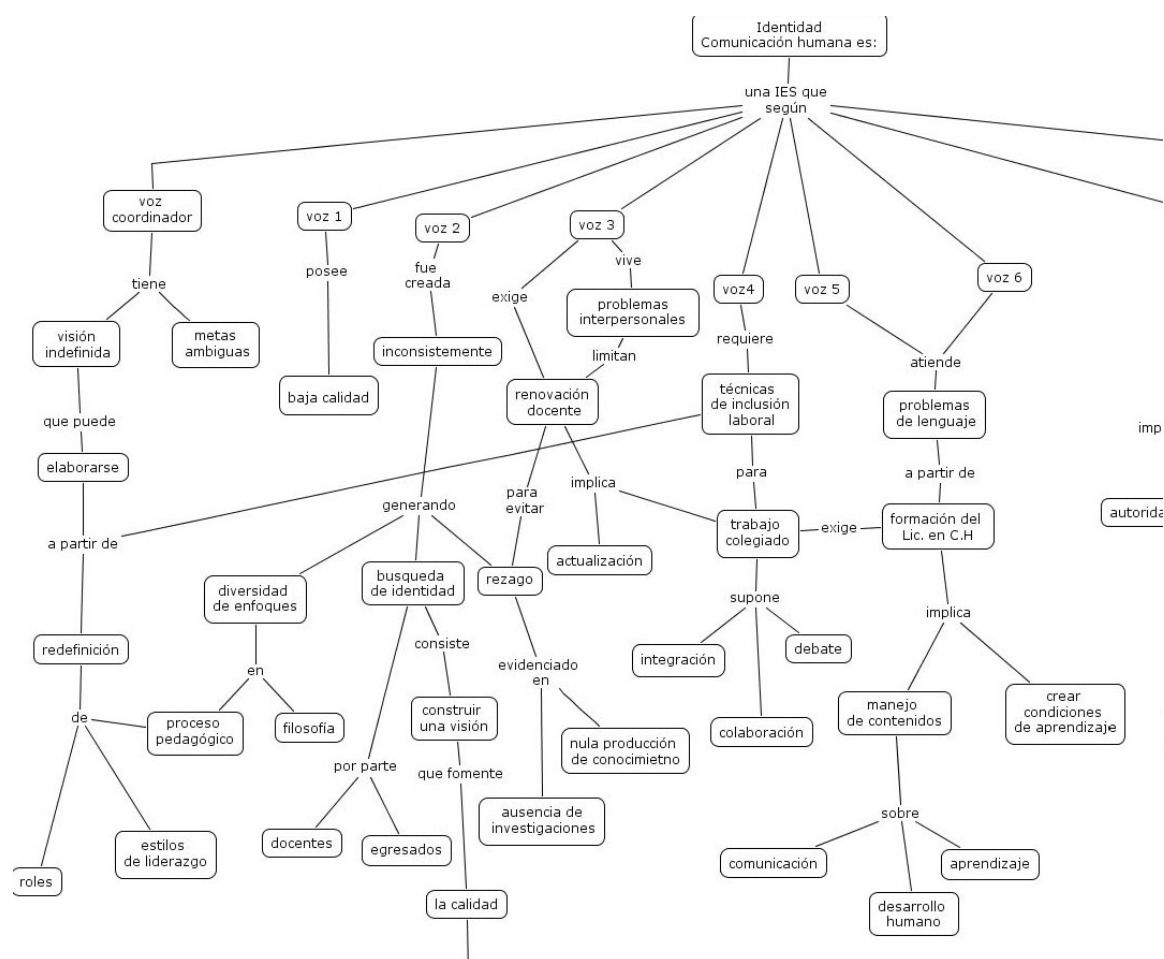 Identidad
Comunicación humana es:
una IES que
según
voz
coordinador
voz 1
voz 2
voz 3
voz4
voz 5
voz 6
tiene
posee
fue
creada
exige
vive
requiere
atiende
visión
indefinida
metas
ambiguas
baja calidad
inconsistemente
problemas
interpersonales
limitan
renovación
docente
técnicas
de inclusión
laboral
problemas
de lenguaje
que puede
elaborarse
a partir de
generando
para
evitar
implica
para
a partir de
imp
trabajo
colegiado
exige
formación del
Lic. en C.H
autorida
diversidad
de enfoques
busqueda
de identidad
rezago
actualización
supone
implica
redefinición
en
consiste
evidenciado
en
integración
debate
colaboración
manejo
de contenidos
crear
condiciones
de aprendizaje
de
proceso
pedagógico
filosofía
construir
una visión
nula producción
de conocimietno
por parte
que fomente
ausencia de
investigaciones
sobre
roles
estilos
de liderazgo
docentes
egresados
la calidad
comunicación
desarrollo
humano
aprendizaje